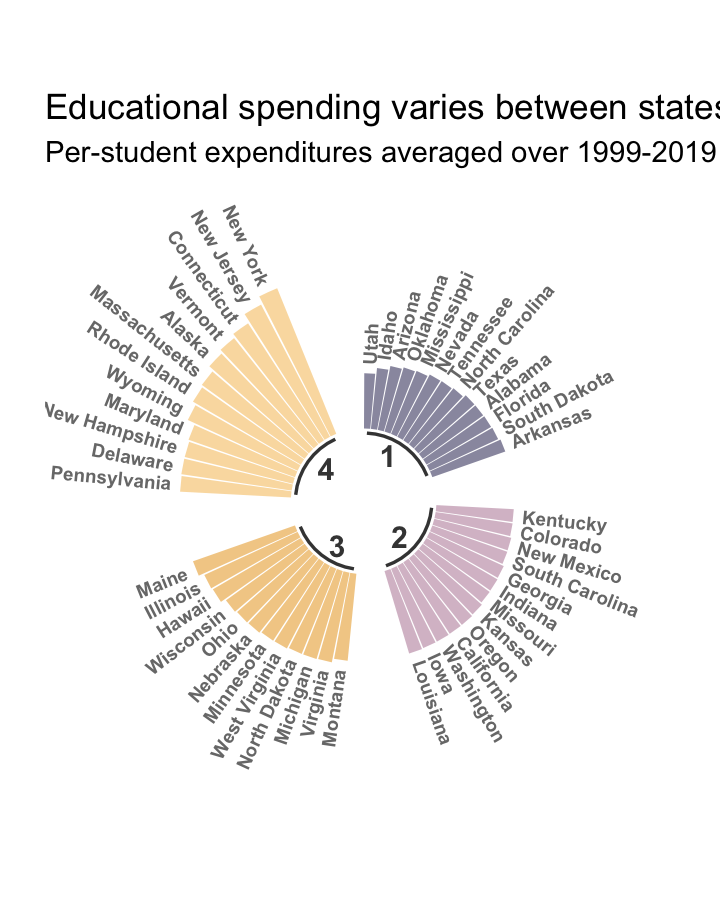 Educational spending varies between states
Per-student expenditures averaged over 1999-2019
Utah
Idaho
Arizona
Oklahoma
Mississippi
Nevada
Tennessee
North Carolina
Texas
Alabama
Florida
South Dakota
Arkansas
1
Kentucky
Colorado
New Mexico
South Carolina
Georgia
Indiana
Missouri
Kansas
Oregon
California
Washington
Iowa
Louisiana
2
Montana
Virginia
Michigan
North Dakota
West Virginia
Minnesota
Nebraska
Ohio
Wisconsin
Hawaii
Illinois
Maine
3
Pennsylvania
Delaware
New Hampshire
Maryland
Wyoming
Rhode Island
Massachusetts
Alaska
Vermont
Connecticut
New Jersey
New York
4